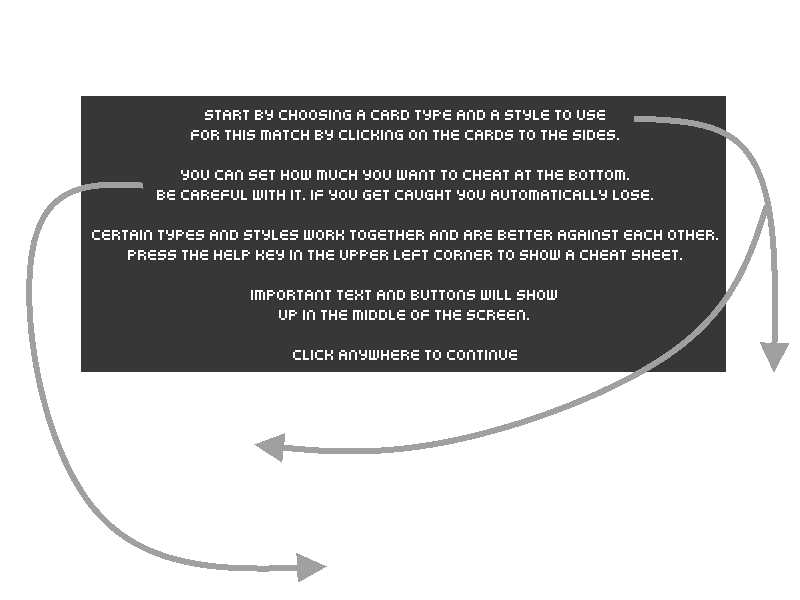 START BY CHOOSING A CARD TYPE AND A STYLE TO USE
FOR THIS MATCH BY CLICKING ON THE CARDS TO THE SIDES.
YOU CAN SET HOW MUCH YOU WANT TO CHEAT AT THE BOTTOM.
BE CAREFUL WITH IT. IF YOU GET CAUGHT YOU AUTOMATICALLY LOSE.
CERTAIN TYPES AND STYLES WORK TOGETHER AND ARE BETTER AGAINST EACH OTHER.
PRESS THE HELP KEY IN THE UPPER LEFT CORNER TO SHOW A CHEAT SHEET.
IMPORTANT TEXT AND BUTTONS WILL SHOW
UP IN THE MIDDLE OF THE SCREEN.
CLICK ANYWHERE TO CONTINUE